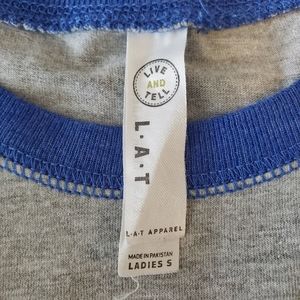 LIVE
AND
TELL
L·A·T
L·A·T APPAREL
MADE IN PAKISTAN
LADIES S